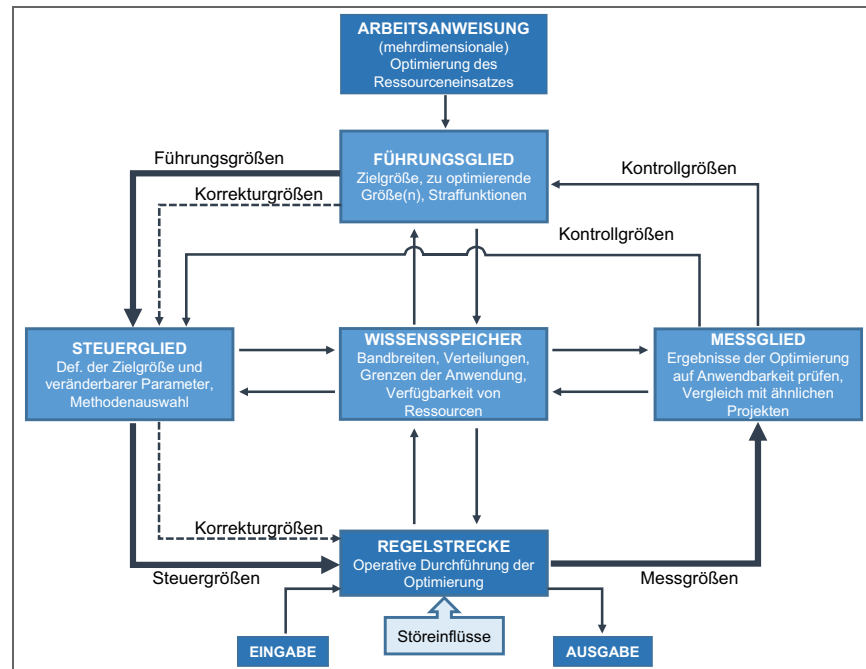 ARBEITSANWEISUNG
(mehrdimensionale)
Optimierung des
Ressourceneinsatzes
Führungsgrößen
FÜHRUNGSGLIED
Zielgröße, zu optimierende
Größe(n), Straffunktionen
Kontrollgrößen
Korrekturgrößen
Kontrollgrößen
STEUERGLIED
Def. der Zielgröße und
veränderbarer Parameter,
Methodenauswahl
WISSENSSPEICHER
Bandbreiten, Verteilungen,
Grenzen der Anwendung,
Verfügbarkeit von
Ressourcen
MESSGLIED
Ergebnisse der Optimierung
auf Anwendbarkeit prüfen,
Vergleich mit ähnlichen
Projekten
Korrekturgrößen
Steuergrößen
REGELSTRECKE
Operative Durchführung der
Optimierung
Messgrößen
EINGABE
Störeinflüsse
AUSGABE